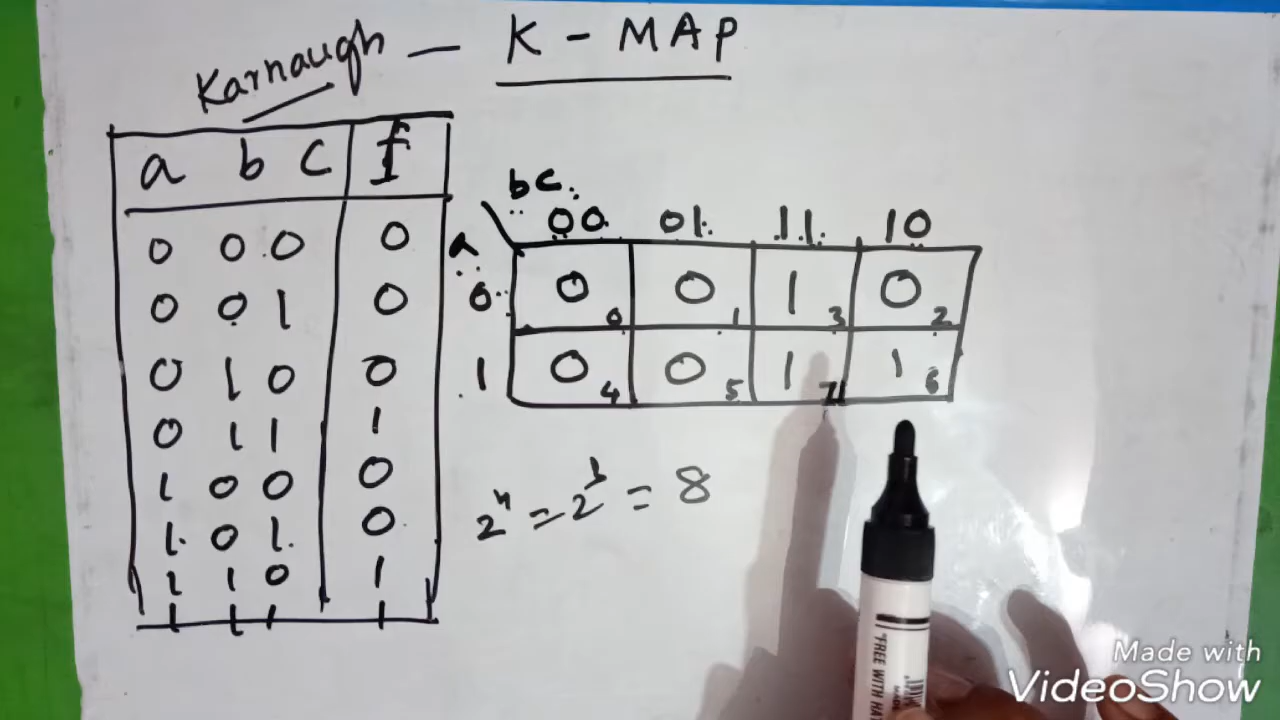 Karnaugh — K - MAP
a b c f
0 0 0 0
0 0 1 0
0 1 0 0
0 1 1 1
1 0 0 0
1 0 1 0
1 1 0 1
1 1 1 1
bc
00 01 11 10
a
0 0 0 0 1 1 3 0 2
1 0 4 0 5 1 7 1 6
2ⁿ = 2³ = 8
"FREE WITH
Made with
VideoShow